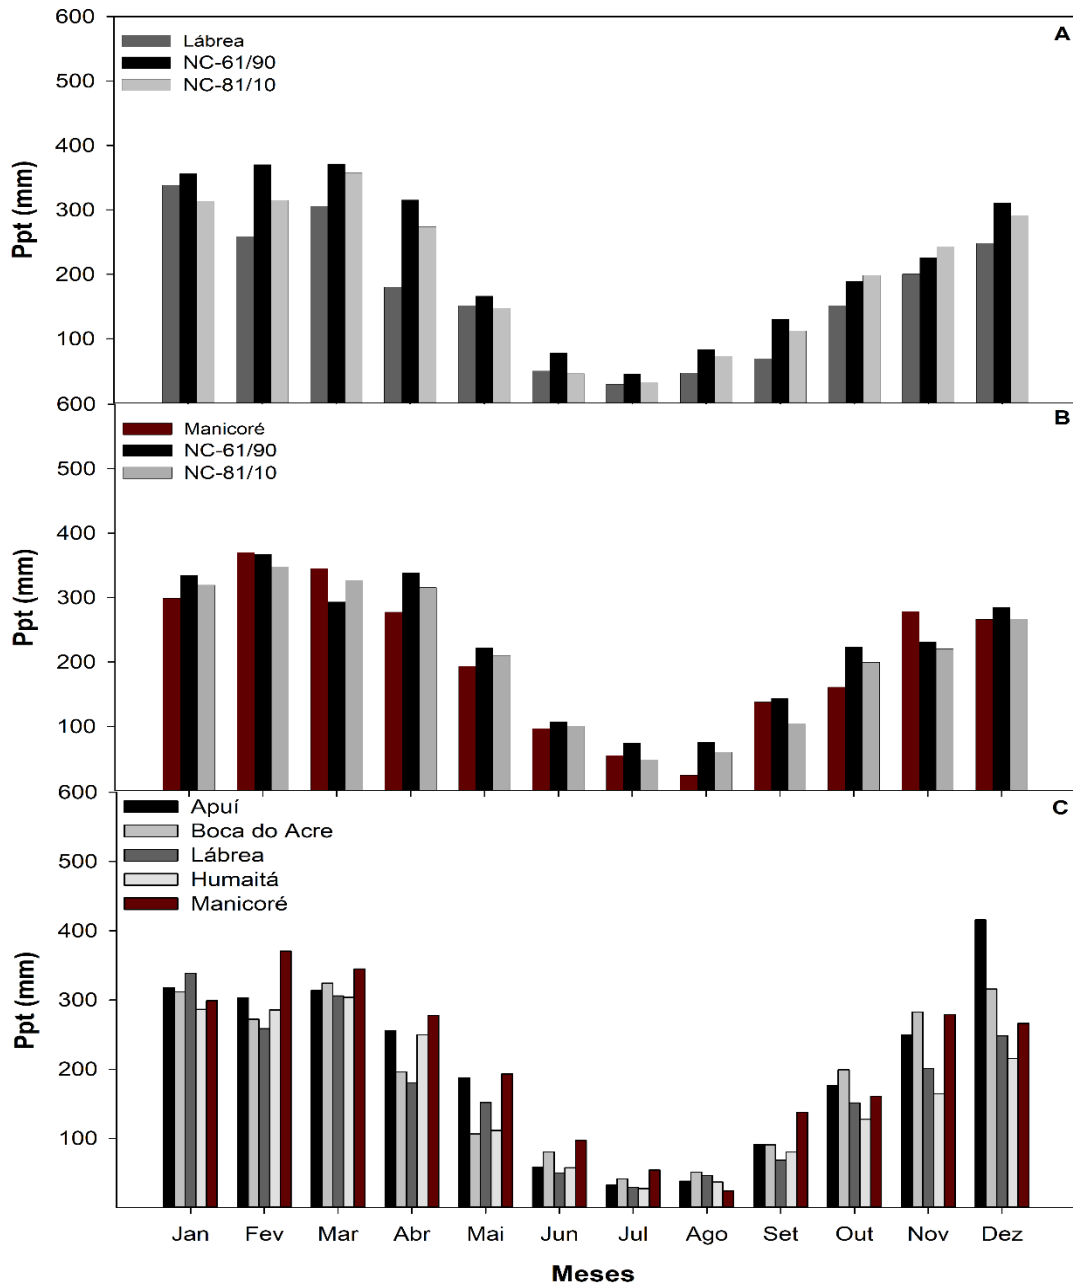 600
A
Lábrea
NC-61/90
NC-81/10
500
400
300
200
100
Ppt (mm)
600
B
Manicoré
NC-61/90
NC-81/10
500
400
300
200
100
Ppt (mm)
600
C
Apuí
Boca do Acre
Lábrea
Humaitá
Manicoré
500
400
300
200
100
Ppt (mm)
Jan Fev Mar Abr Mai Jun Jul Ago Set Out Nov Dez
Meses